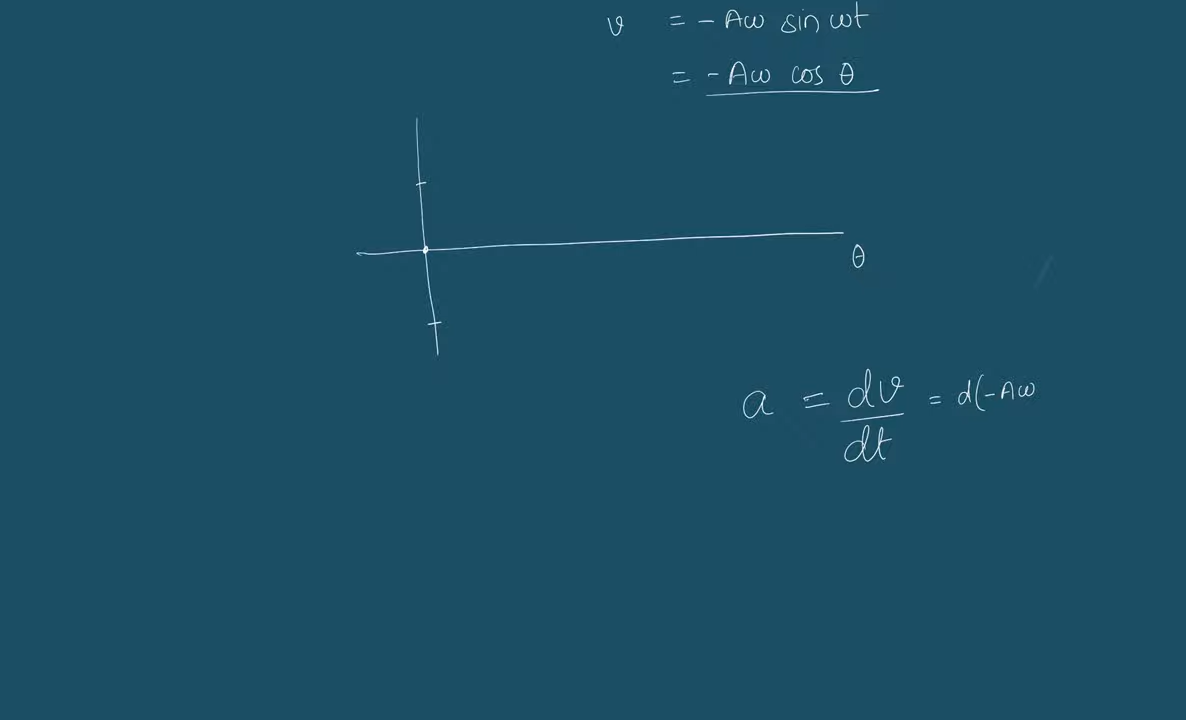 v = - Aω sin ωt
= - Aω cos θ
θ
a = dv/dt = d(-Aω